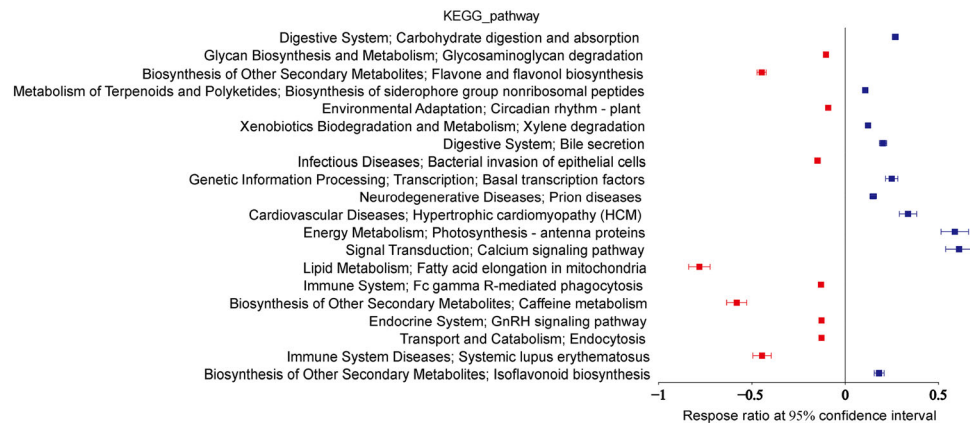 KEGG_pathway
Digestive System; Carbohydrate digestion and absorption
Glycan Biosynthesis and Metabolism; Glycosaminoglycan degradation
Biosynthesis of Other Secondary Metabolites; Flavone and flavonol biosynthesis
Metabolism of Terpenoids and Polyketides; Biosynthesis of siderophore group nonribosomal peptides
Environmental Adaptation; Circadian rhythm - plant
Xenobiotics Biodegradation and Metabolism; Xylene degradation
Digestive System; Bile secretion
Infectious Diseases; Bacterial invasion of epithelial cells
Genetic Information Processing; Transcription; Basal transcription factors
Neurodegenerative Diseases; Prion diseases
Cardiovascular Diseases; Hypertrophic cardiomyopathy (HCM)
Energy Metabolism; Photosynthesis - antenna proteins
Signal Transduction; Calcium signaling pathway
Lipid Metabolism; Fatty acid elongation in mitochondria
Immune System; Fc gamma R-mediated phagocytosis
Biosynthesis of Other Secondary Metabolites; Caffeine metabolism
Endocrine System; GnRH signaling pathway
Transport and Catabolism; Endocytosis
Immune System Diseases; Systemic lupus erythematosus
Biosynthesis of Other Secondary Metabolites; Isoflavonoid biosynthesis
−1 −0.5 0 0.5
Respose ratio at 95% confidence interval